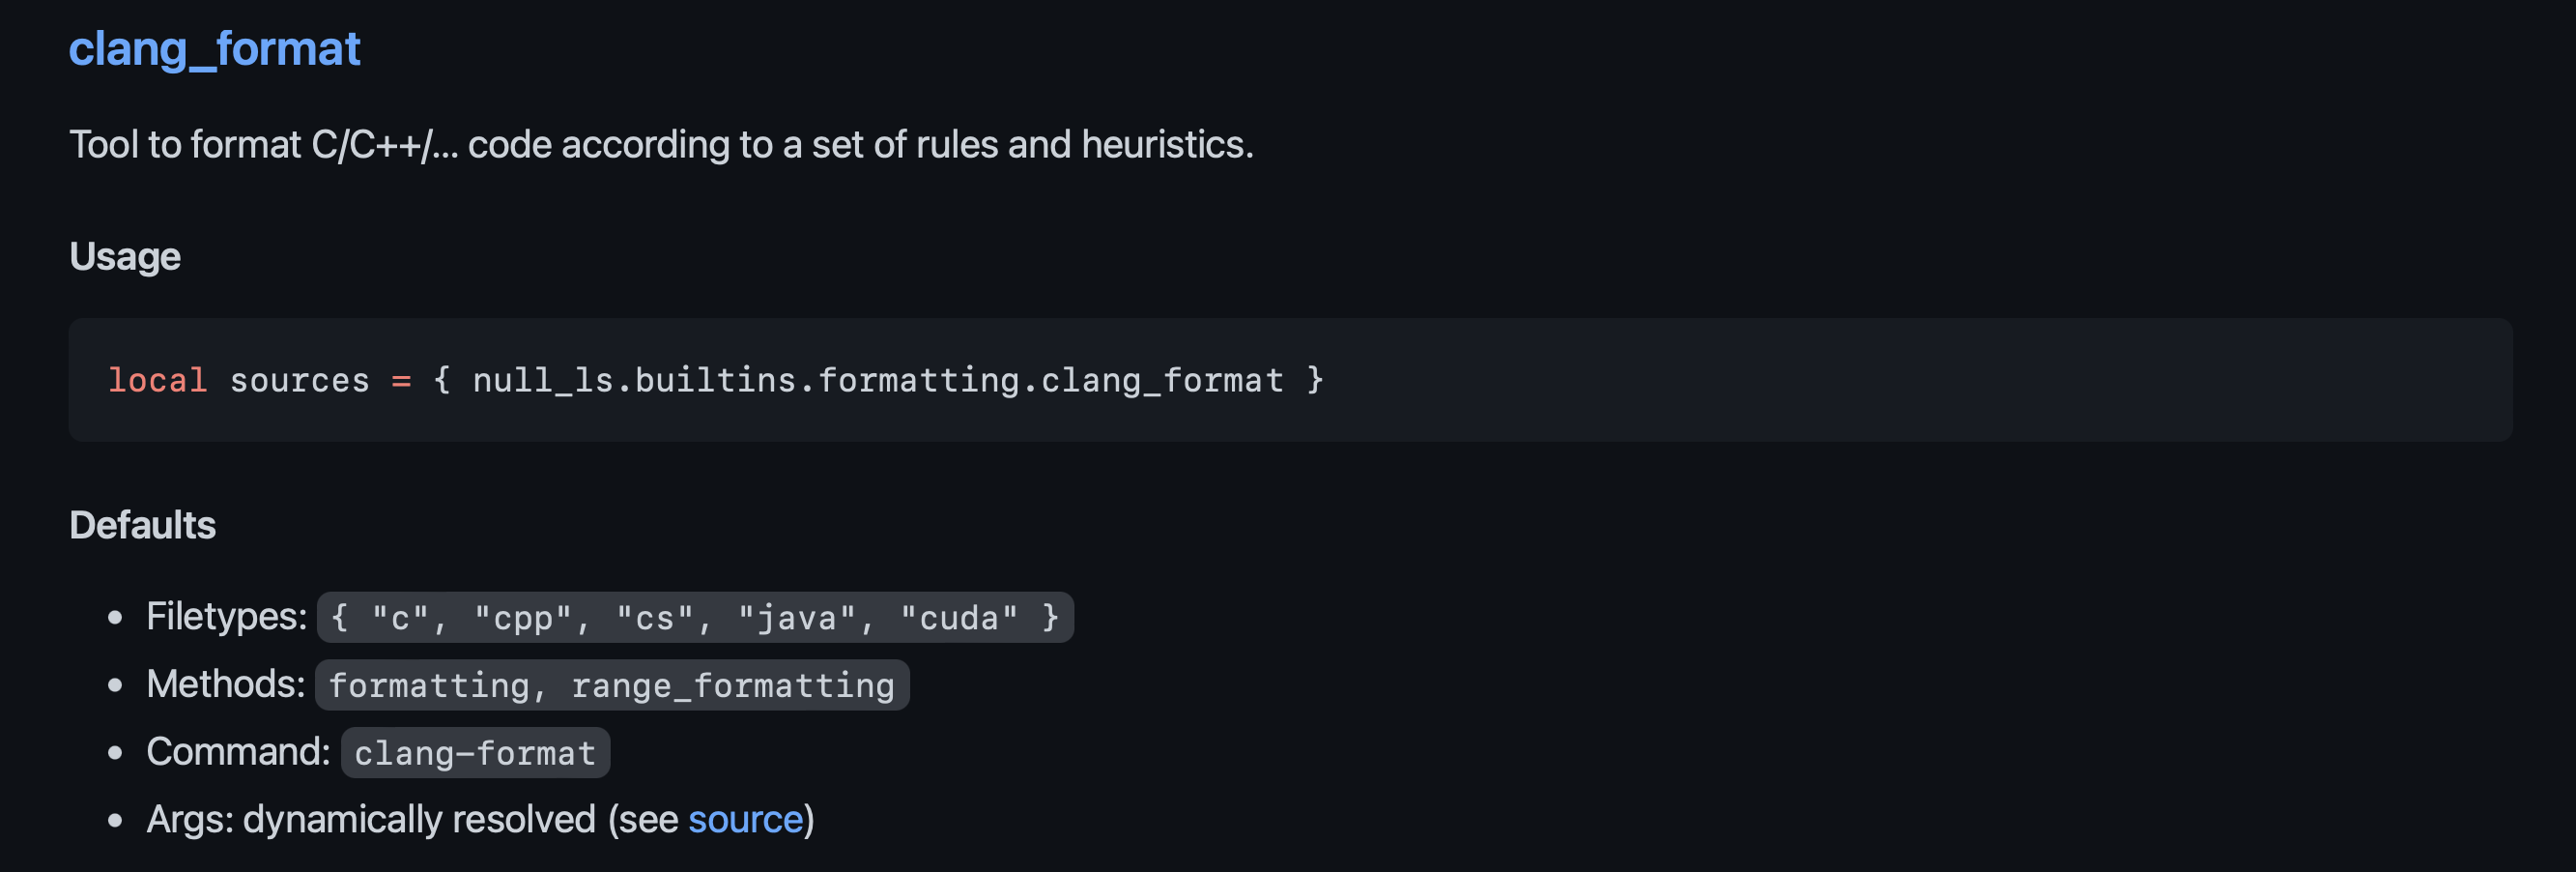 clang_format
Tool to format C/C++/... code according to a set of rules and heuristics.
Usage
local sources = { null_ls.builtins.formatting.clang_format }
Defaults
• Filetypes: { "c", "cpp", "cs", "java", "cuda" }
• Methods: formatting, range_formatting
• Command: clang-format
• Args: dynamically resolved (see source)